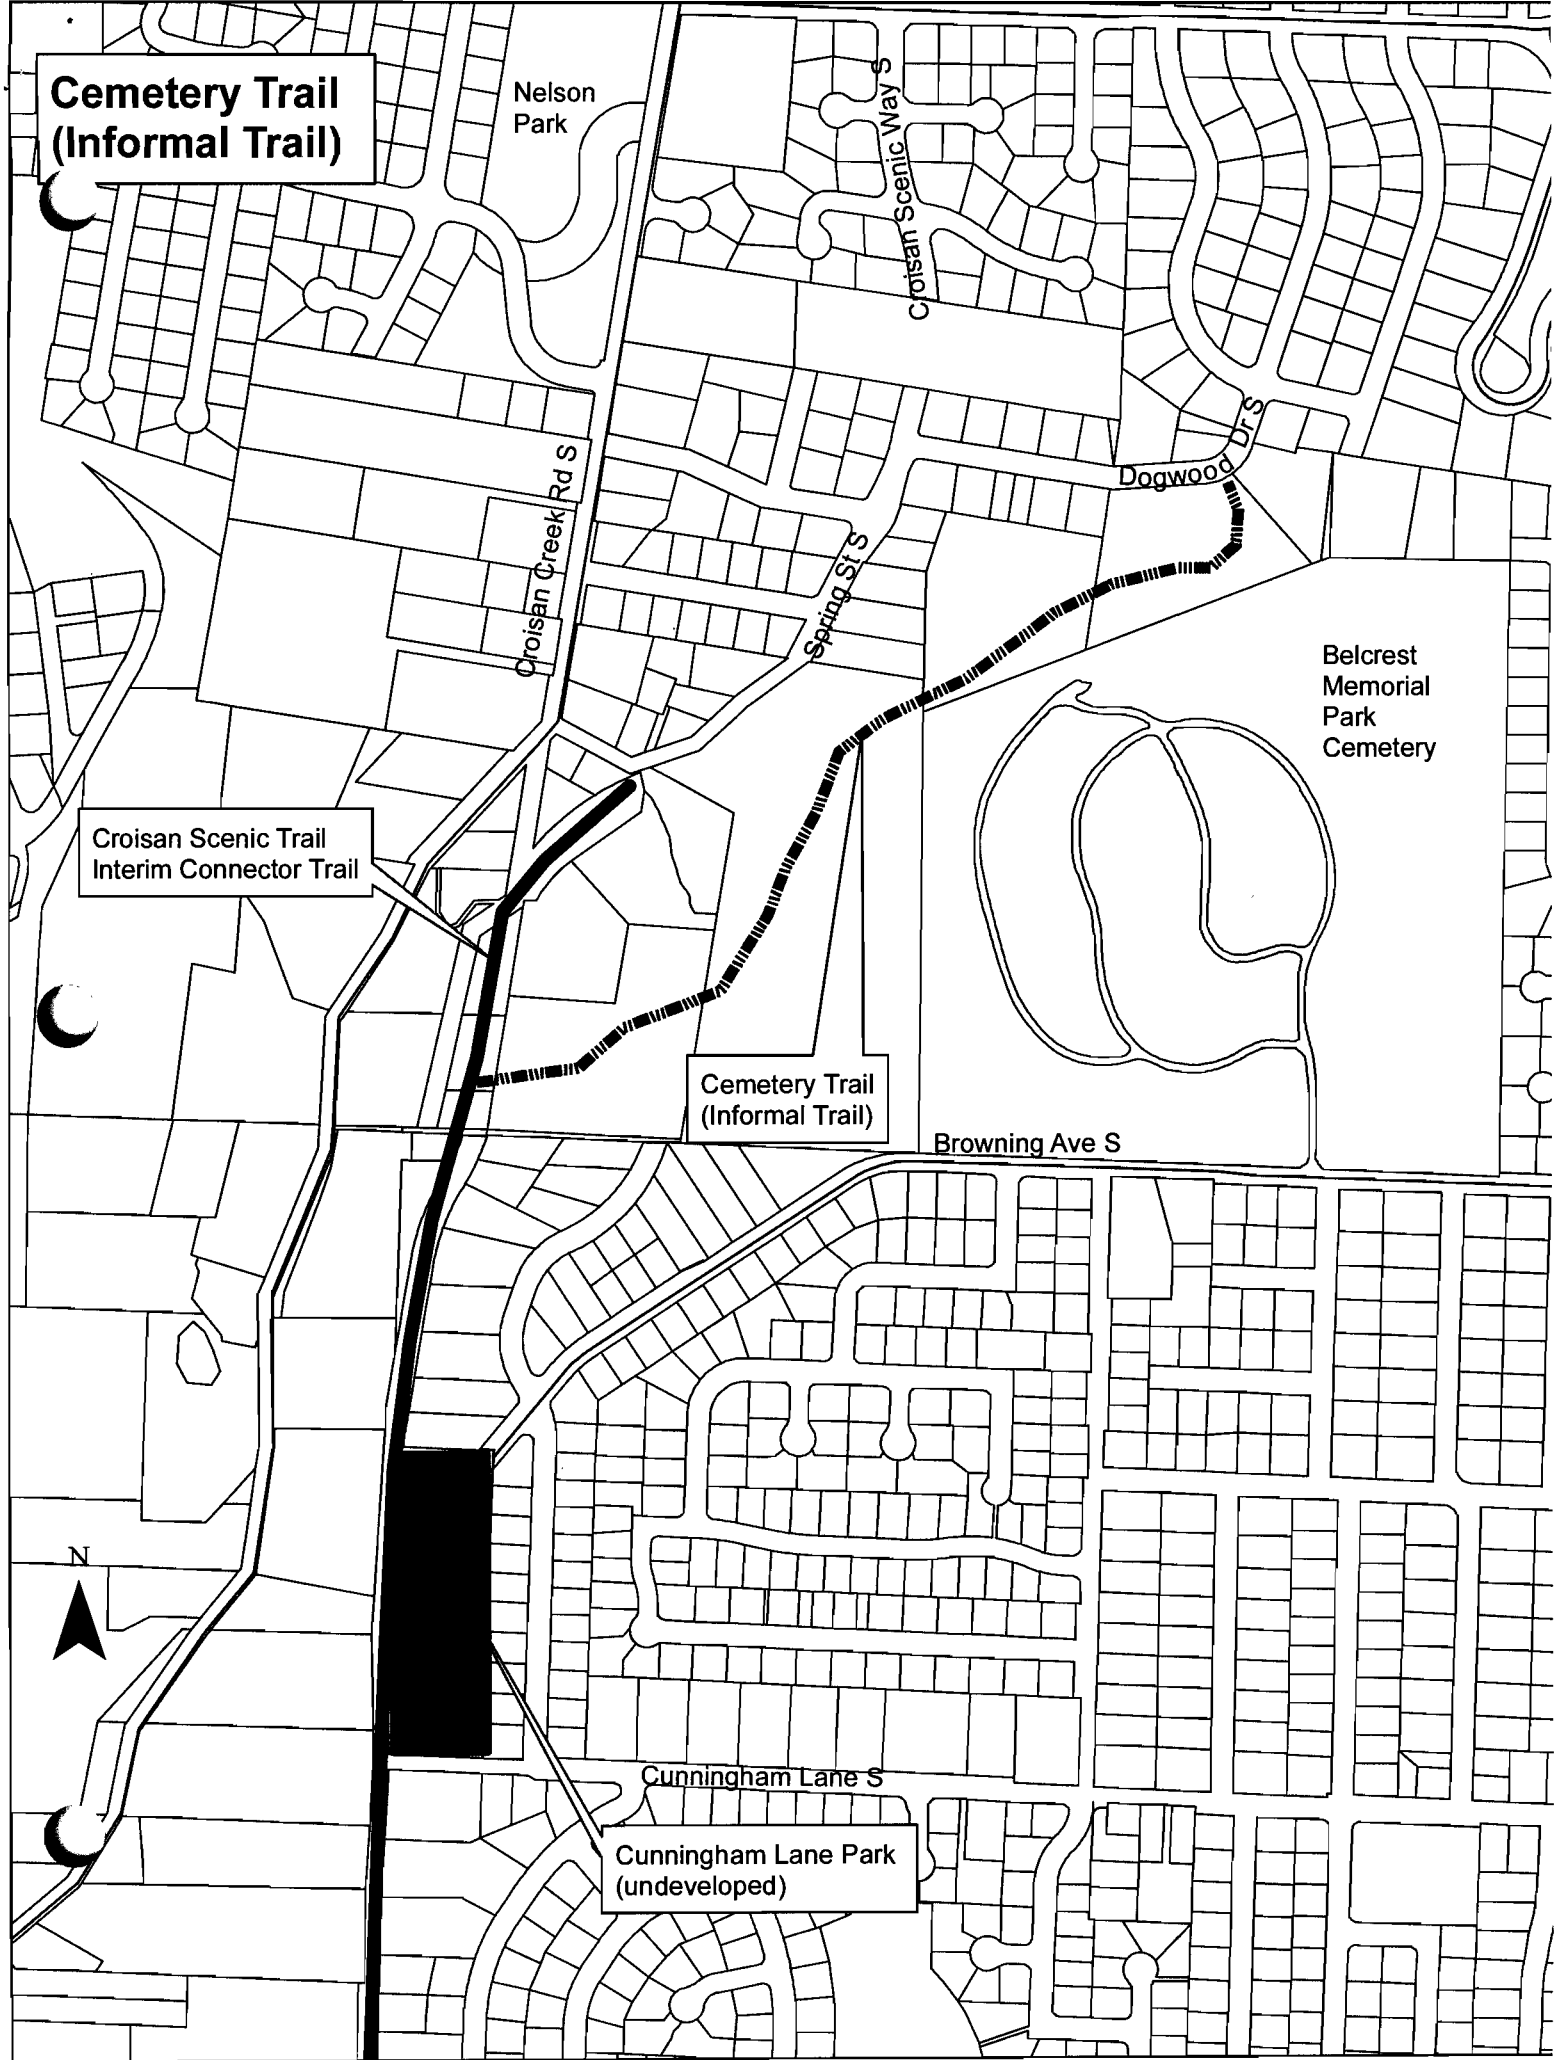 Cemetery Trail
(Informal Trail)
Nelson
Park
Croisan Scenic Way S
Dogwood Dr S
Croisan Creek Rd S
Spring St S
Belcrest
Memorial
Park
Cemetery
Croisan Scenic Trail
Interim Connector Trail
Cemetery Trail
(Informal Trail)
Browning Ave S
N
Cunningham Lane S
Cunningham Lane Park
(undeveloped)